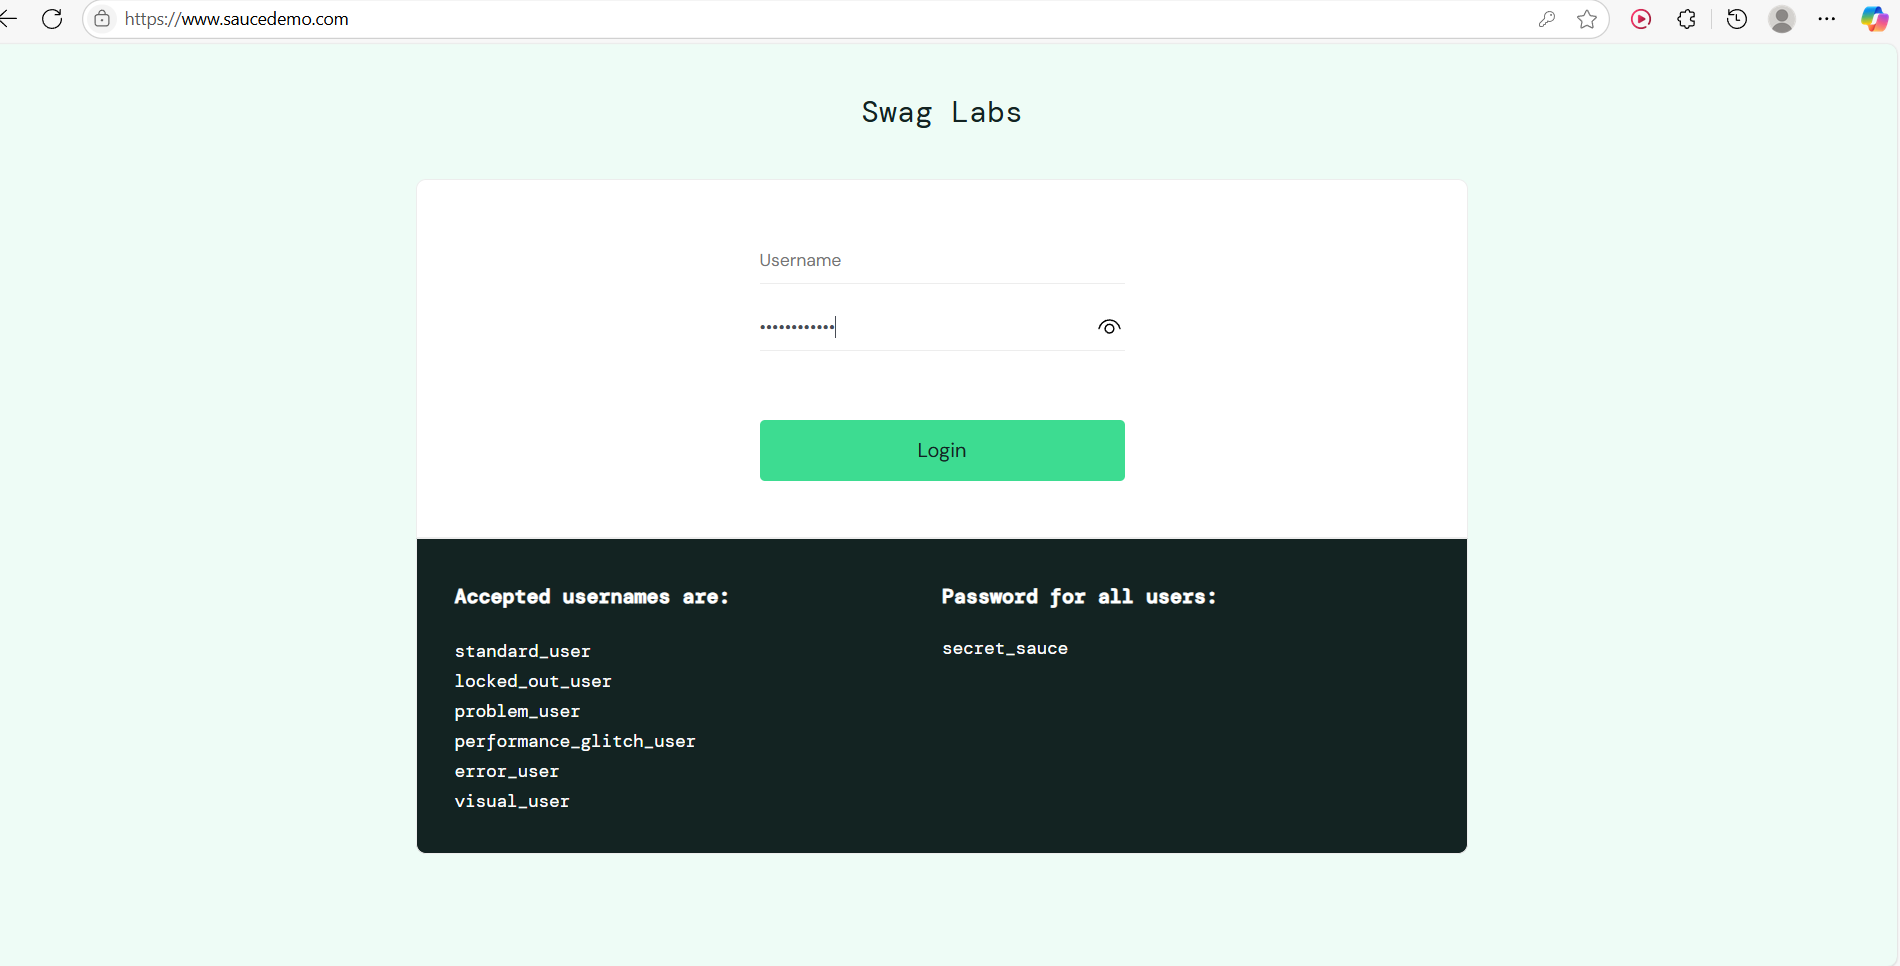 https://www.saucedemo.com
Swag Labs
Username
••••••••••••
Login
Accepted usernames are:
standard_user
locked_out_user
problem_user
performance_glitch_user
error_user
visual_user
Password for all users:
secret_sauce